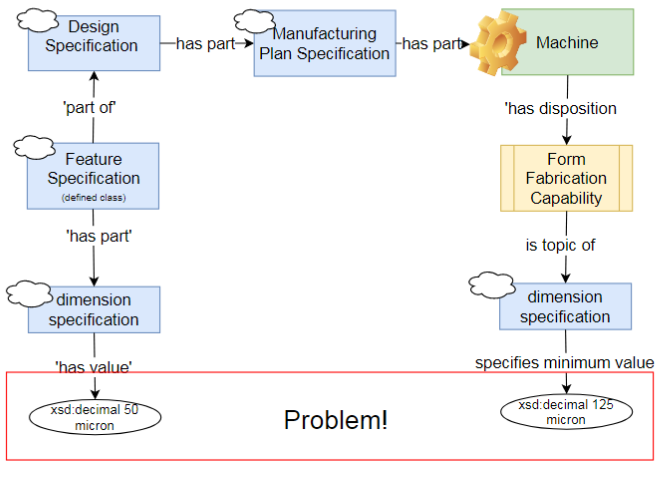 Design
Specification
has part
Manufacturing
Plan Specification
has part
Machine
'part of'
'has disposition
Feature
Specification
(defined class)
Form
Fabrication
Capability
'has part'
is topic of
dimension
specification
dimension
specification
'has value'
specifies minimum value
xsd:decimal 50
micron
Problem!
xsd:decimal 125
micron